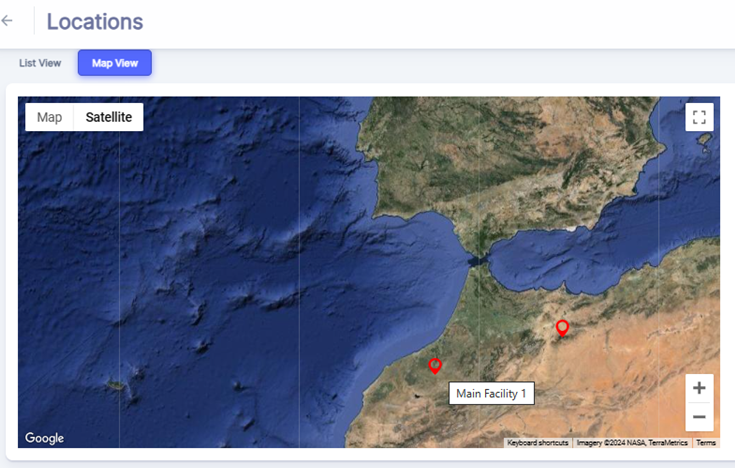 Locations
List View
Map View
Map
Satellite
Main Facility 1
Google
Keyboard shortcuts
Imagery ©2024 NASA, TerraMetrics
Terms